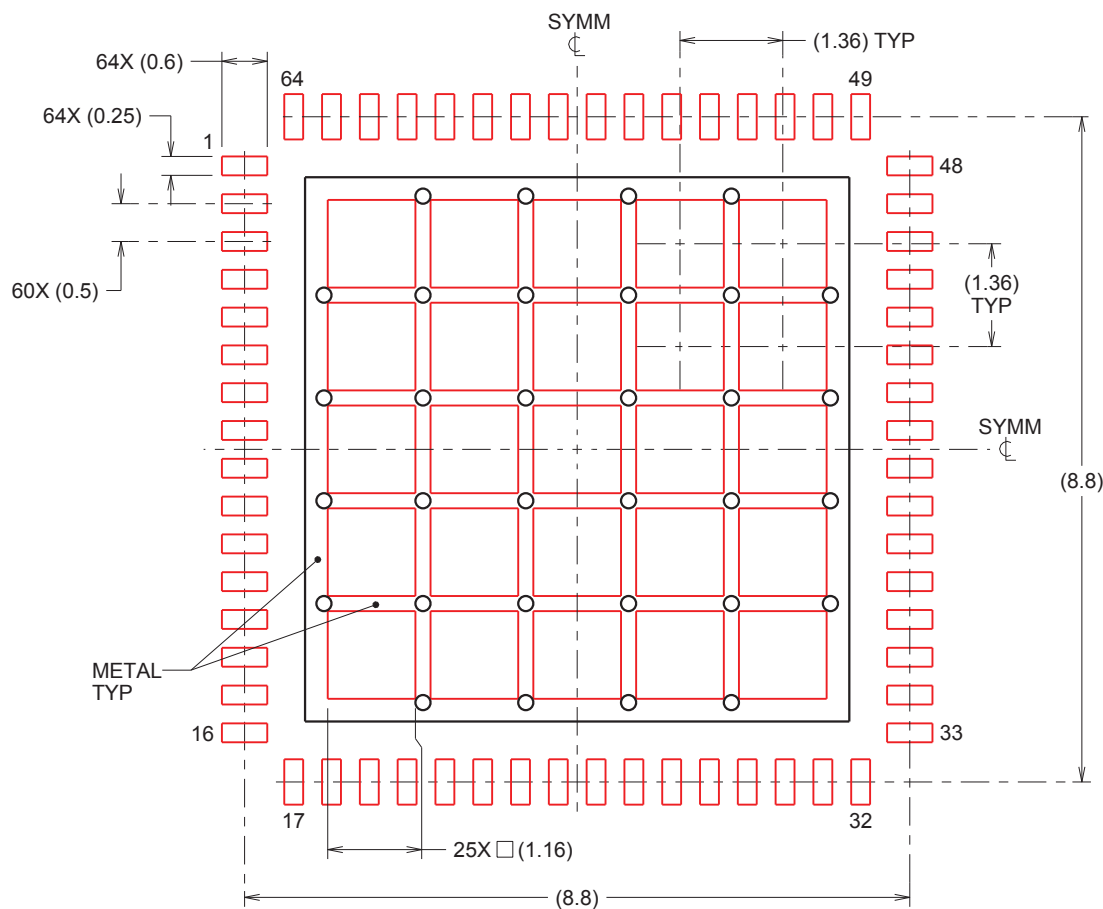 SYMM
℄
(1.36) TYP
64X (0.6)
64
49
64X (0.25)
1
48
60X (0.5)
(1.36)
TYP
SYMM
℄
(8.8)
METAL
TYP
16
33
17
32
25X □ (1.16)
(8.8)